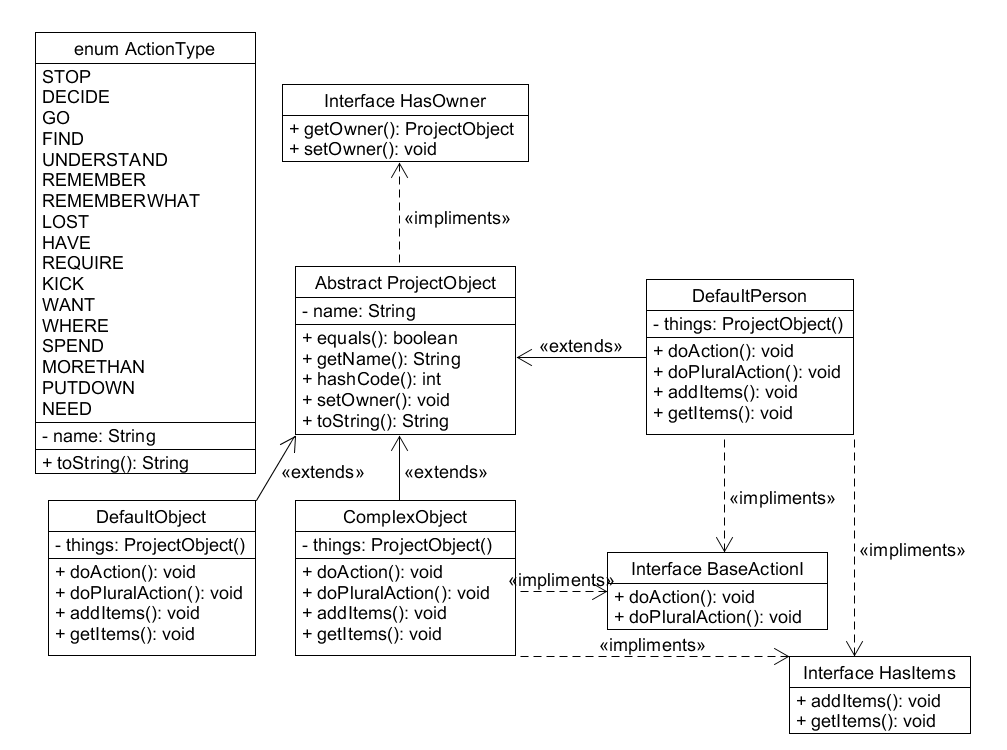 enum ActionType
STOP
DECIDE
GO
FIND
UNDERSTAND
REMEMBER
REMEMBERWHAT
LOST
HAVE
REQUIRE
KICK
WANT
WHERE
SPEND
MORETHAN
PUTDOWN
NEED
- name: String
+ toString(): String
Interface HasOwner
+ getOwner(): ProjectObject
+ setOwner(): void
«impliments»
Abstract ProjectObject
- name: String
+ equals(): boolean
+ getName(): String
+ hashCode(): int
+ setOwner(): void
+ toString(): String
«extends»
DefaultPerson
- things: ProjectObject()
+ doAction(): void
+ doPluralAction(): void
+ addItems(): void
+ getItems(): void
«extends»
«extends»
«impliments»
«impliments»
DefaultObject
- things: ProjectObject()
+ doAction(): void
+ doPluralAction(): void
+ addItems(): void
+ getItems(): void
ComplexObject
- things: ProjectObject()
+ doAction(): void
+ doPluralAction(): void
+ addItems(): void
+ getItems(): void
«impliments»
Interface BaseActionI
+ doAction(): void
+ doPluralAction(): void
«impliments»
Interface HasItems
+ addItems(): void
+ getItems(): void